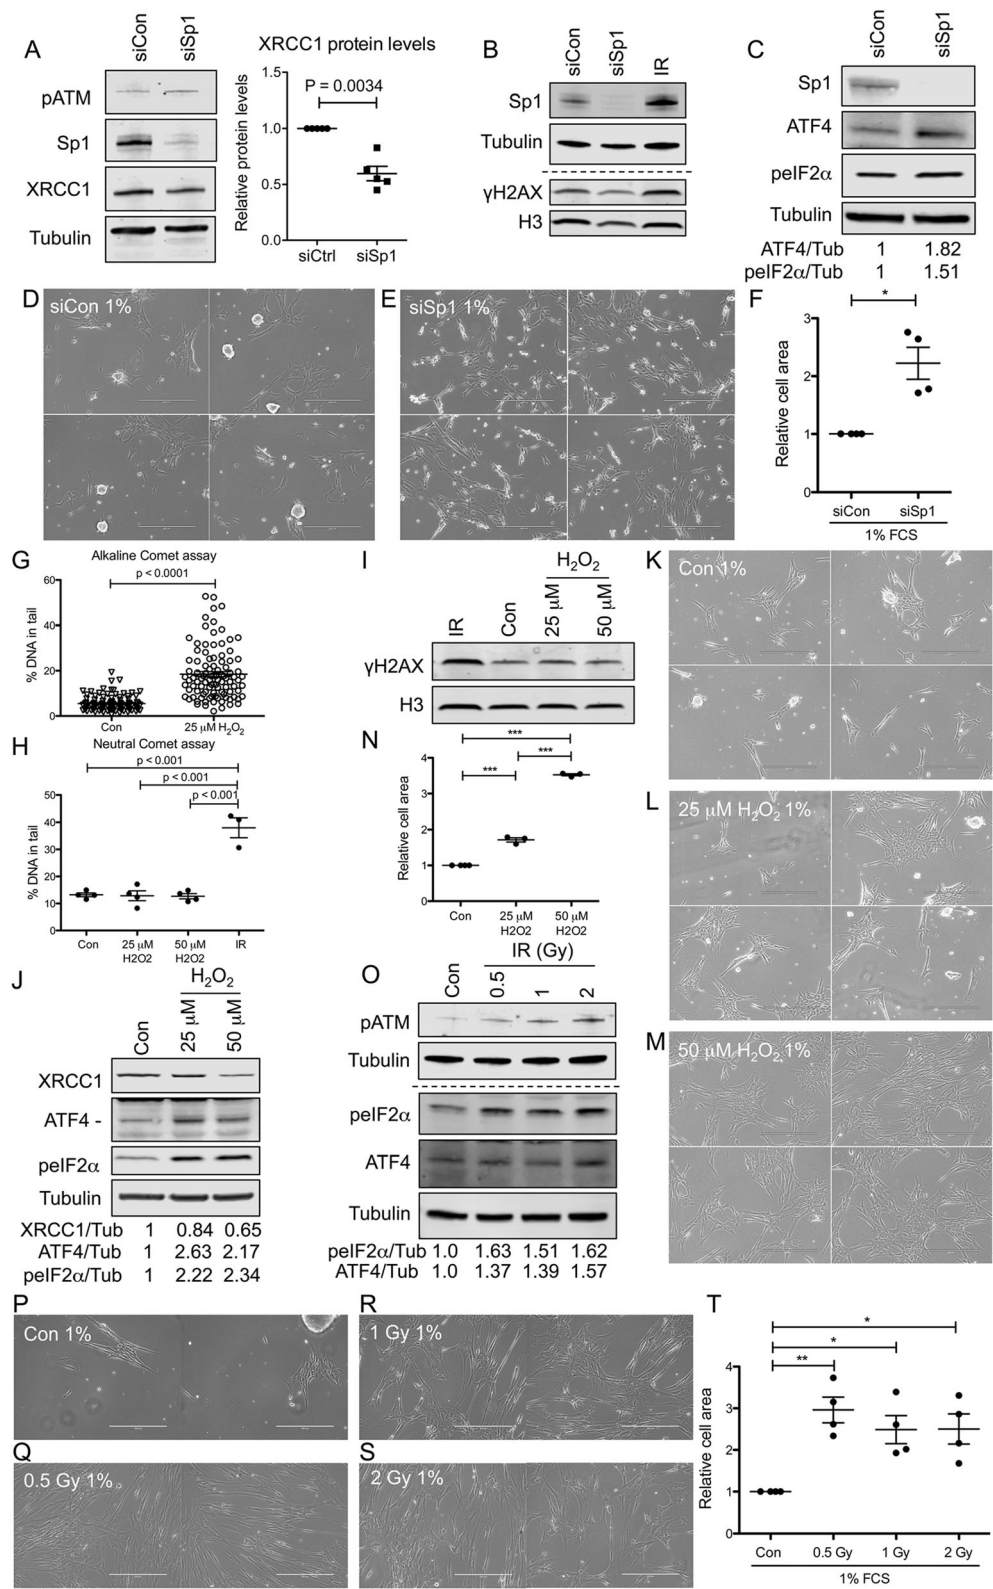 A
siCon
siSp1
pATM
Sp1
XRCC1
Tubulin
XRCC1 protein levels
P = 0.0034
Relative protein levels
1.5
1.0
0.5
0.0
siCtrl
siSp1
B
siCon
siSp1
IR
Sp1
Tubulin
γH2AX
H3
C
siCon
siSp1
Sp1
ATF4
peIF2α
Tubulin
ATF4/Tub 1 1.82
peIF2α/Tub 1 1.51
D
siCon 1%
E
siSp1 1%
F
*
Relative cell area
3
2
1
0
siCon
siSp1
1% FCS
G
Alkaline Comet assay
p < 0.0001
% DNA in tail
60
40
20
0
Con
25 μM H₂O₂
H
Neutral Comet assay
p < 0.001
p < 0.001
p < 0.001
% DNA in tail
50
40
30
20
10
0
Con
25 μM
H2O2
50 μM
H2O2
IR
I
H₂O₂
IR
Con
25 μM
50 μM
γH2AX
H3
N
***
***
***
Relative cell area
4
3
2
1
0
Con
25 μM
H2O2
50 μM
H2O2
J
H₂O₂
Con
25 μM
50 μM
XRCC1
ATF4 -
peIF2α
Tubulin
XRCC1/Tub 1 0.84 0.65
ATF4/Tub 1 2.63 2.17
peIF2α/Tub 1 2.22 2.34
O
IR (Gy)
Con
0.5
1
2
pATM
Tubulin
peIF2α
ATF4
Tubulin
peIF2α/Tub 1.0 1.63 1.51 1.62
ATF4/Tub 1.0 1.37 1.39 1.57
K
Con 1%
L
25 μM H₂O₂ 1%
M
50 μM H₂O₂ 1%
P
Con 1%
Q
0.5 Gy 1%
R
1 Gy 1%
S
2 Gy 1%
T
*
*
**
Relative cell area
4
3
2
1
0
Con
0.5 Gy
1 Gy
2 Gy
1% FCS